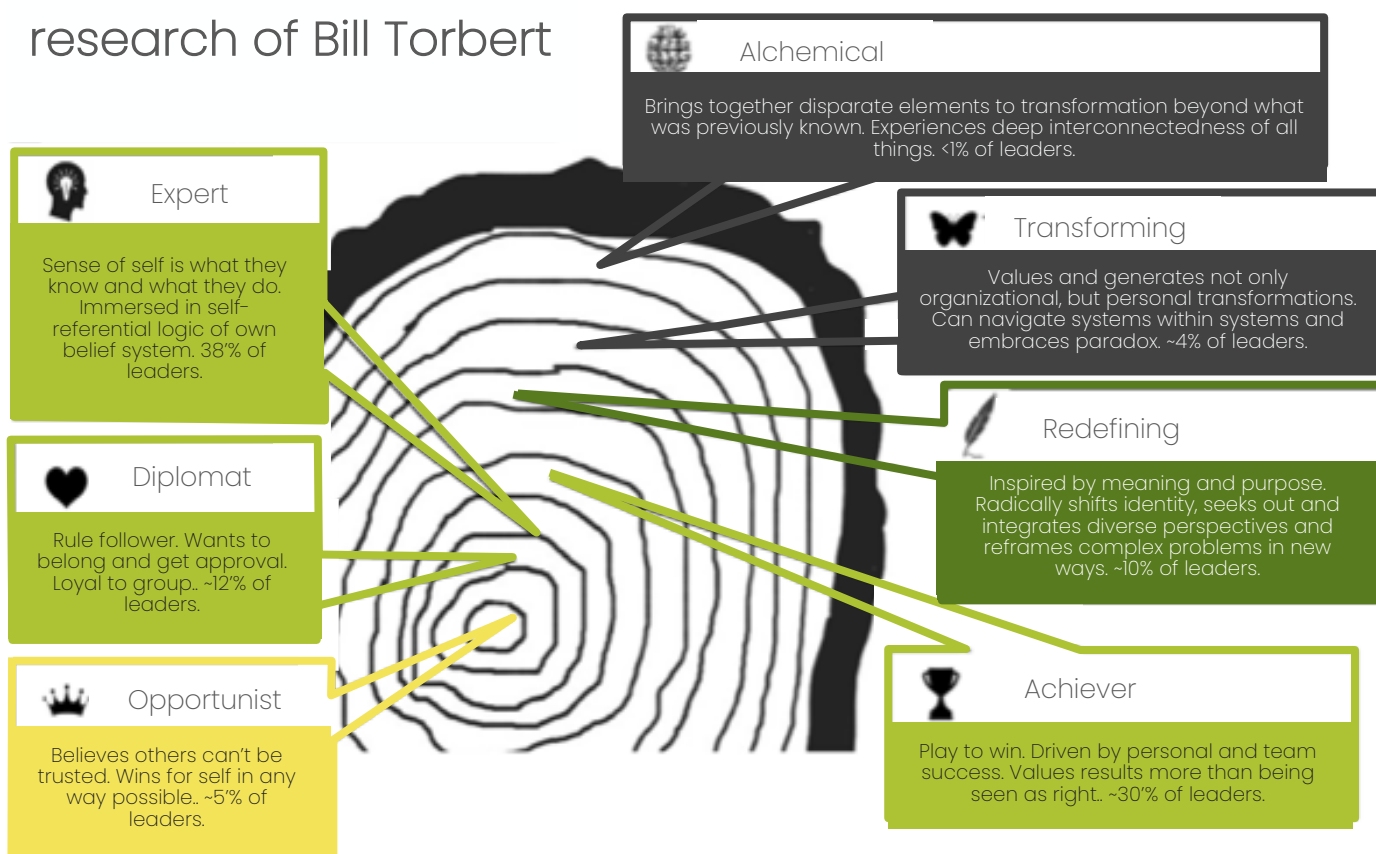 research of Bill Torbert
Alchemical
Brings together disparate elements to transformation beyond what
was previously known. Experiences deep interconnectedness of all
things. <1% of leaders.
Expert
Sense of self is what they
know and what they do.
Immersed in self-
referential logic of own
belief system. 38'% of
leaders.
Transforming
Values and generates not only
organizational, but personal transformations.
Can navigate systems within systems and
embraces paradox. ~4% of leaders.
Redefining
Inspired by meaning and purpose.
Radically shifts identity, seeks out and
integrates diverse perspectives and
reframes complex problems in new
ways. ~10% of leaders.
Diplomat
Rule follower. Wants to
belong and get approval.
Loyal to group.. ~12'% of
leaders.
Opportunist
Believes others can't be
trusted. Wins for self in any
way possible.. ~5'% of
leaders.
Achiever
Play to win. Driven by personal and team
success. Values results more than being
seen as right.. ~30'% of leaders.